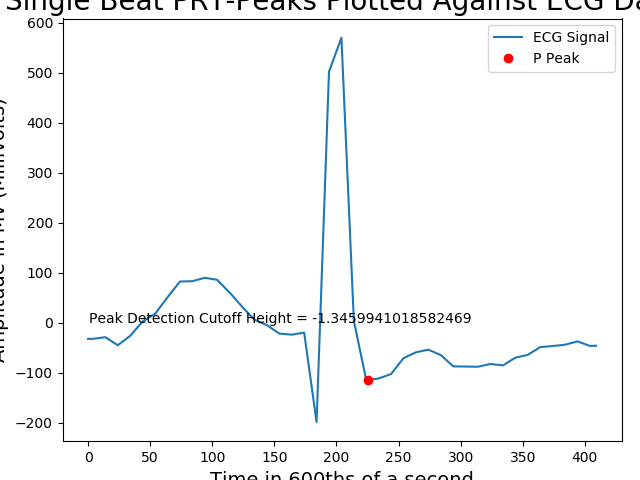 Single Beat PRT-Peaks Plotted Against ECG Da
ECG Signal
P Peak
600
500
400
300
200
100
0
−100
−200
Amplitude in MV (Millivolts)
Peak Detection Cutoff Height = -1.3459941018582469
0 50 100 150 200 250 300 350 400
Time in 600ths of a second